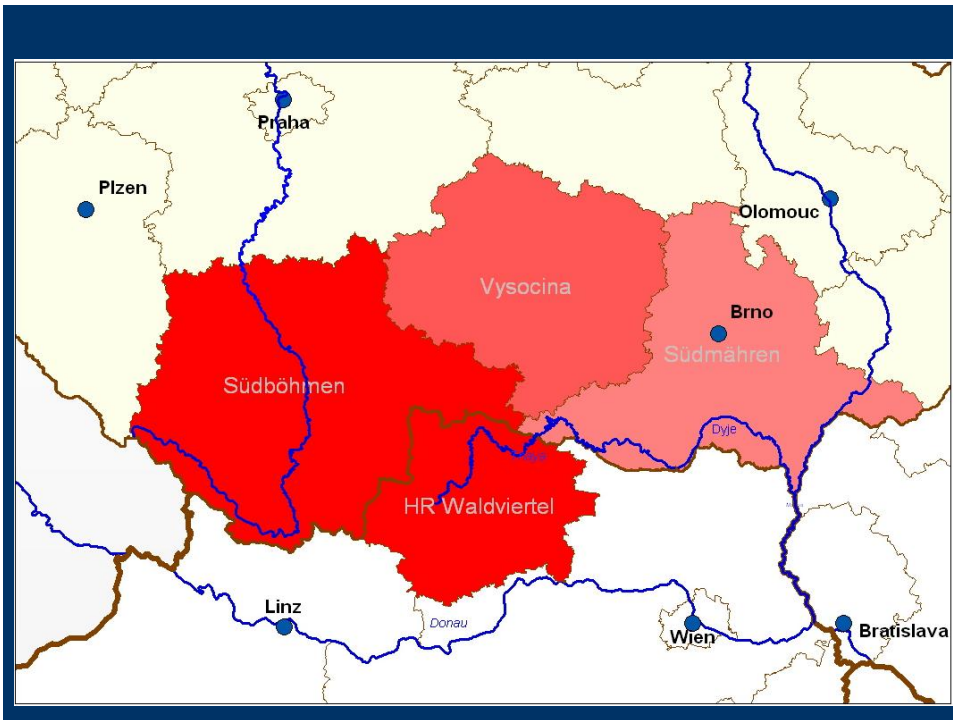 Praha
Plzen
Olomouc
Vysocina
Brno
Südmähren
Südböhmen
Dyje
HR Waldviertel
Linz
Donau
Wien
Bratislava